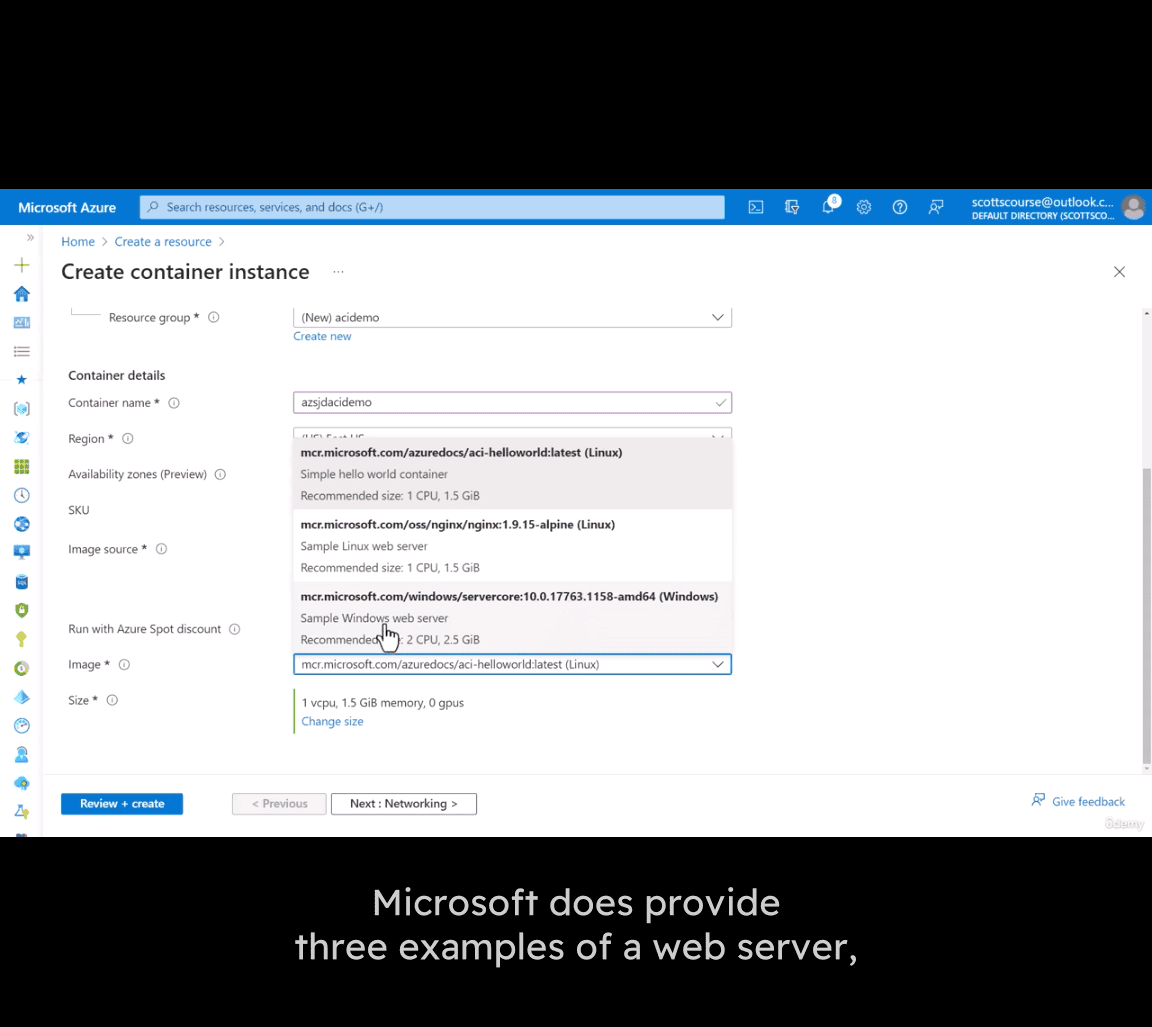 Microsoft Azure
Search resources, services, and docs (G+/)
8
scottscourse@outlook.c...
DEFAULT DIRECTORY (SCOTTSCO...
Home > Create a resource >
Create container instance ...
Resource group *
(New) acidemo
Create new
Container details
Container name *
azsjdacidemo
Region *
mcr.microsoft.com/azuredocs/aci-helloworld:latest (Linux)
Simple hello world container
Recommended size: 1 CPU, 1.5 GiB
Availability zones (Preview)
SKU
mcr.microsoft.com/oss/nginx/nginx:1.9.15-alpine (Linux)
Sample Linux web server
Recommended size: 1 CPU, 1.5 GiB
Image source *
mcr.microsoft.com/windows/servercore:10.0.17763.1158-amd64 (Windows)
Sample Windows web server
Recommended : 2 CPU, 2.5 GiB
Run with Azure Spot discount
Image *
mcr.microsoft.com/azuredocs/aci-helloworld:latest (Linux)
Size *
1 vcpu, 1.5 GiB memory, 0 gpus
Change size
Review + create
< Previous
Next : Networking >
Give feedback
ûdemy
Microsoft does provide
three examples of a web server,